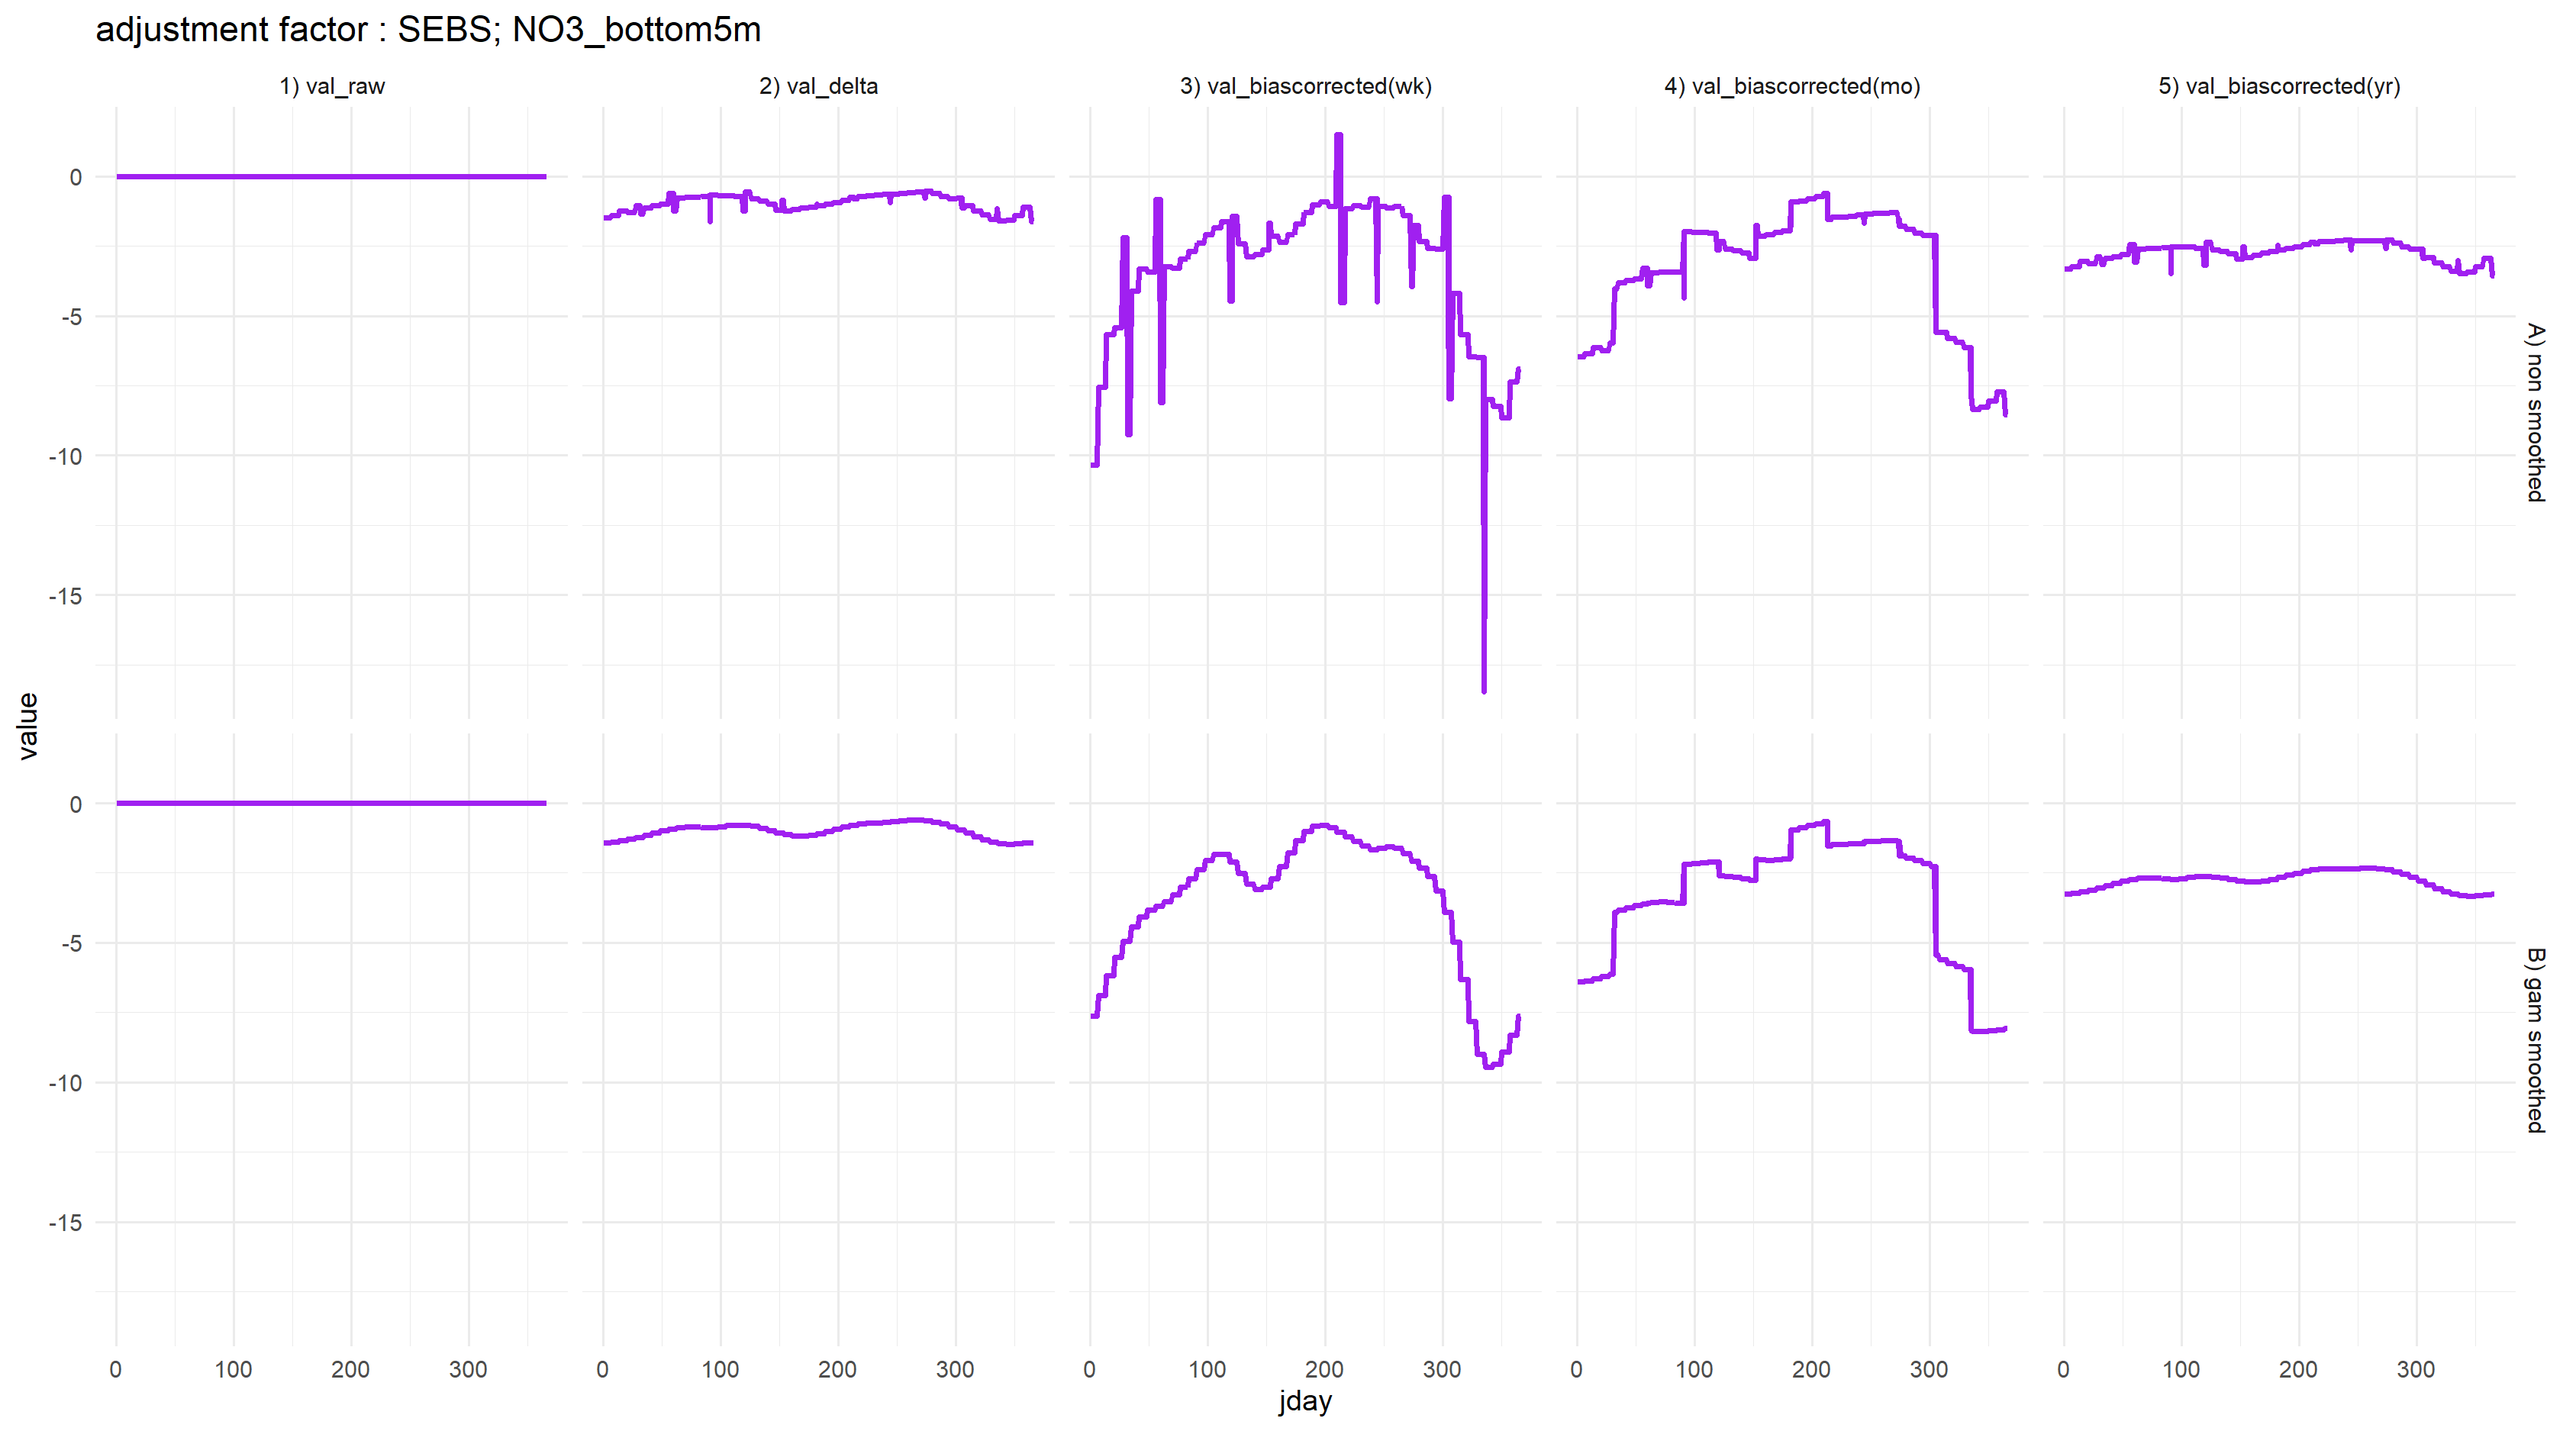 adjustment factor : SEBS; NO3_bottom5m
1) val_raw
2) val_delta
3) val_biascorrected(wk)
4) val_biascorrected(mo)
5) val_biascorrected(yr)
0
-5
-10
-15
A) non smoothed
value
0
-5
-10
-15
B) gam smoothed
0 100 200 300
0 100 200 300
0 100 200 300
0 100 200 300
0 100 200 300
jday